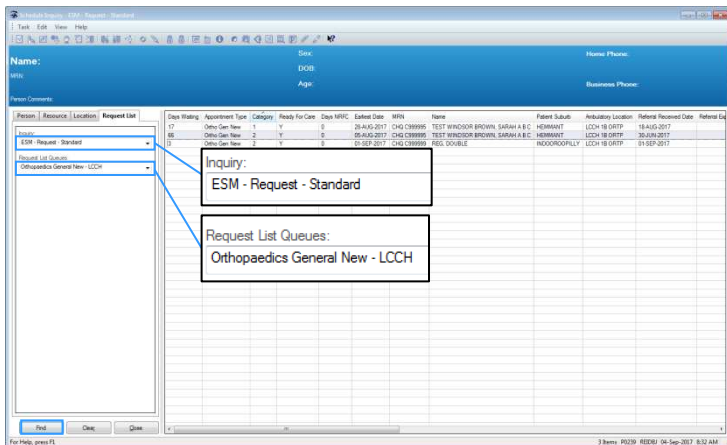 Schedule Inquiry - ESM - Request - Standard
Task Edit View Help
Name:
MRN:
Person Comments:
Sex:
DOB:
Age:
Home Phone:
Business Phone:
Person Resource Location Request List
Inquiry:
ESM - Request - Standard
Request List Queues:
Orthopaedics General New - LCCH
Days Waiting Appointment Type Category Ready For Care Days NRFC Earliest Date MRN Name Patient Suburb Ambulatory Location Referral Received Date Referral Exp
17 Ortho Gen New 1 Y 0 28-AUG-2017 CHQ C999995 TEST WINDSOR BROWN, SARAH A B C HEMMANT LCCH 1B ORTP 18-AUG-2017
66 Ortho Gen New 2 Y 0 05-AUG-2017 CHQ C999995 TEST WINDSOR BROWN, SARAH A B C HEMMANT LCCH 1B ORTP 30-JUN-2017
3 Ortho Gen New 2 Y 0 01-SEP-2017 CHQ C999999 REG, DOUBLE INDOOROOPILLY LCCH 1B ORTP 01-SEP-2017
Inquiry:
ESM - Request - Standard
Request List Queues:
Orthopaedics General New - LCCH
Find Clear Close
For Help, press F1
3 Items P0239 REIDBJ 04-Sep-2017 8:32 AM